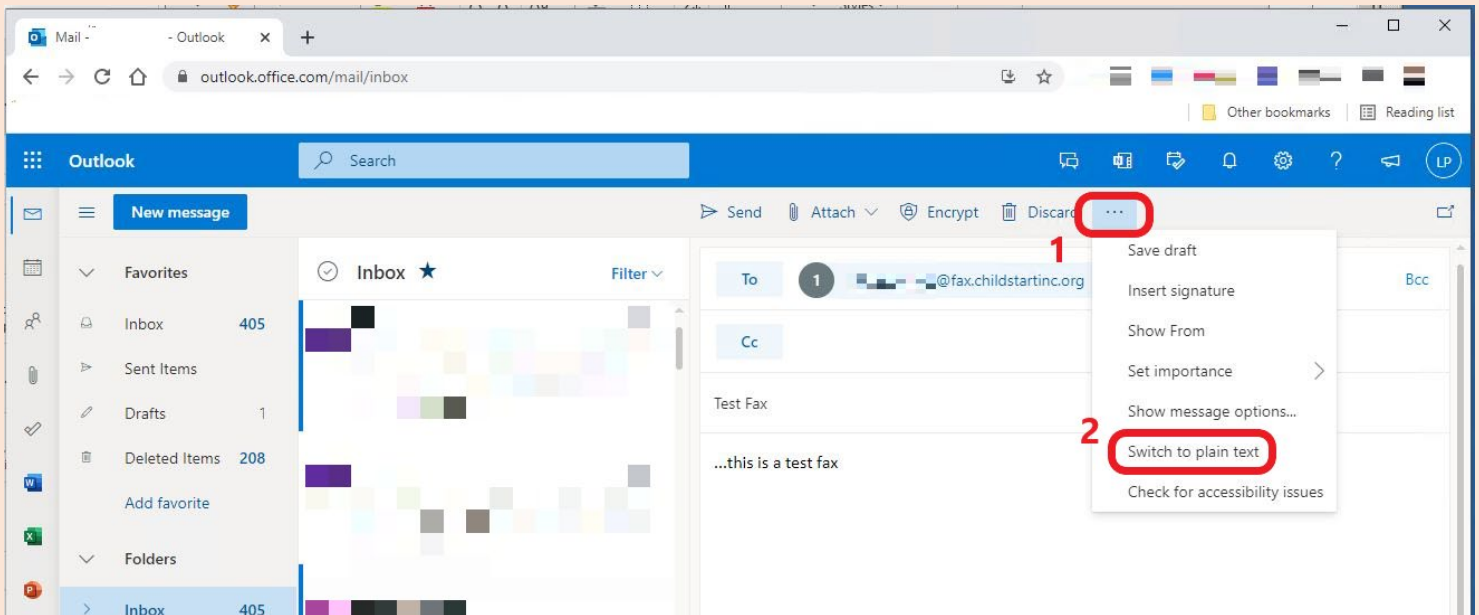 Mail - - Outlook
outlook.office.com/mail/inbox
Other bookmarks Reading list
Outlook Search LP
New message Send Attach Encrypt Discard ...
1
Favorites Inbox Filter
To 1 @fax.childstartinc.org Bcc
Inbox 405
Cc
Sent Items
Drafts 1
Test Fax
Deleted Items 208
...this is a test fax
Add favorite
Folders
Inbox 405
Save draft
Insert signature
Show From
Set importance
Show message options...
2
Switch to plain text
Check for accessibility issues